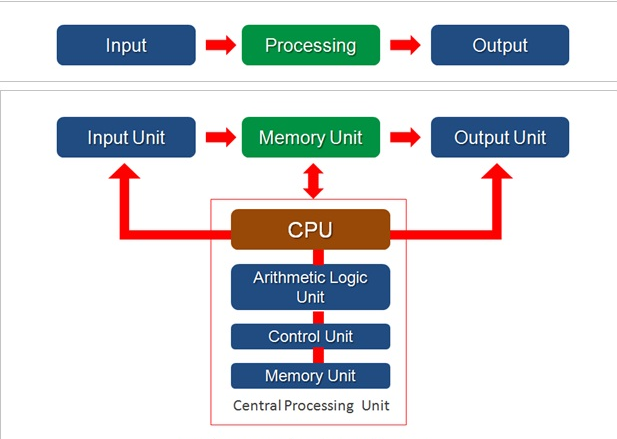 Input
Processing
Output
Input Unit
Memory Unit
Output Unit
CPU
Arithmetic Logic
Unit
Control Unit
Memory Unit
Central Processing Unit